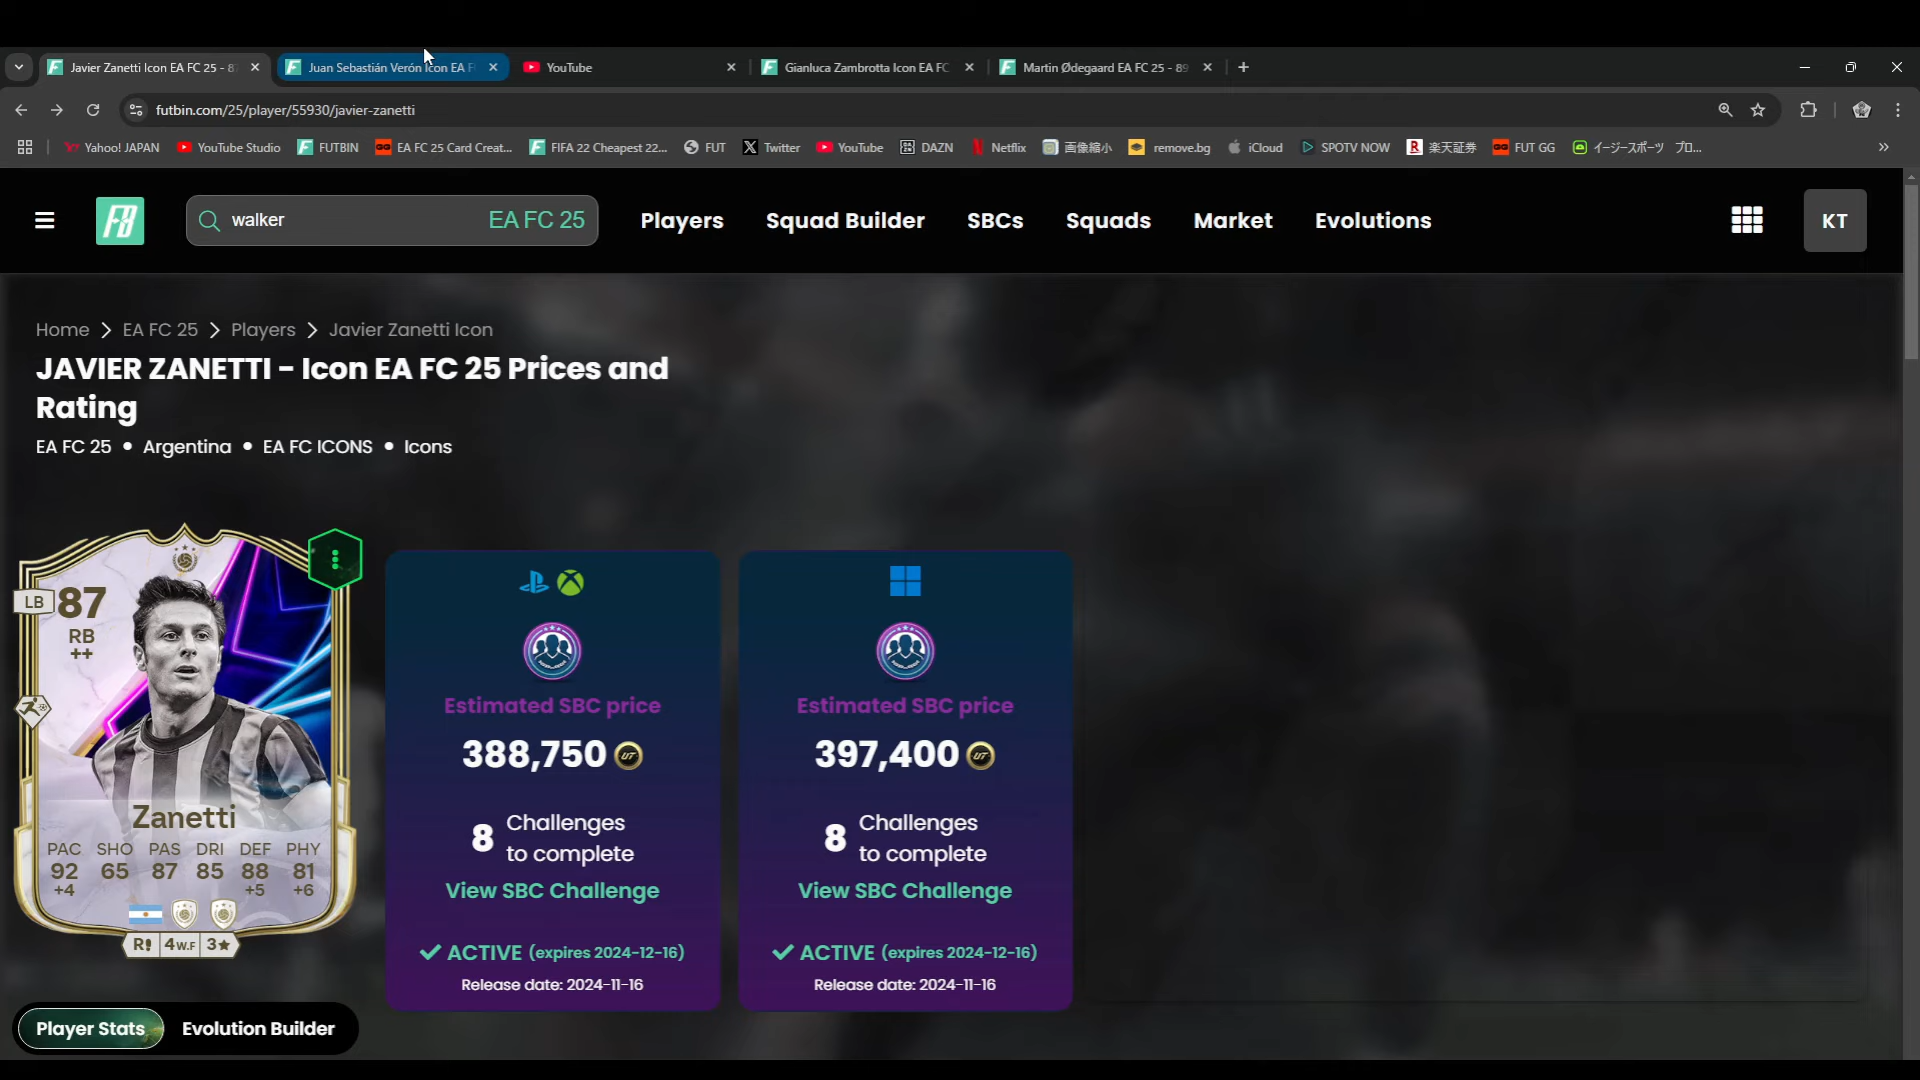 Javier Zanetti Icon EA FC 25 - 8
Juan Sebastián Verón Icon EA F
YouTube
Gianluca Zambrotta Icon EA FC
Martin Ødegaard EA FC 25 - 89
futbin.com/25/player/55930/javier-zanetti
Yahoo! JAPAN
YouTube Studio
FUTBIN
EA FC 25 Card Creat...
FIFA 22 Cheapest 22...
FUT
Twitter
YouTube
DAZN
Netflix
画像縮小
remove.bg
iCloud
SPOTV NOW
楽天証券
FUT GG
イージースポーツ プロ...
walker
EA FC 25
Players
Squad Builder
SBCs
Squads
Market
Evolutions
KT
Home > EA FC 25 > Players > Javier Zanetti Icon
JAVIER ZANETTI - Icon EA FC 25 Prices and
Rating
EA FC 25 • Argentina • EA FC ICONS • Icons
LB
87
RB
++
Zanetti
PAC SHO PAS DRI DEF PHY
92 65 87 85 88 81
+4 +5 +6
R 4 W.F 3★
Estimated SBC price
388,750
8 Challenges
to complete
View SBC Challenge
ACTIVE (expires 2024-12-16)
Release date: 2024-11-16
Estimated SBC price
397,400
8 Challenges
to complete
View SBC Challenge
ACTIVE (expires 2024-12-16)
Release date: 2024-11-16
Player Stats
Evolution Builder